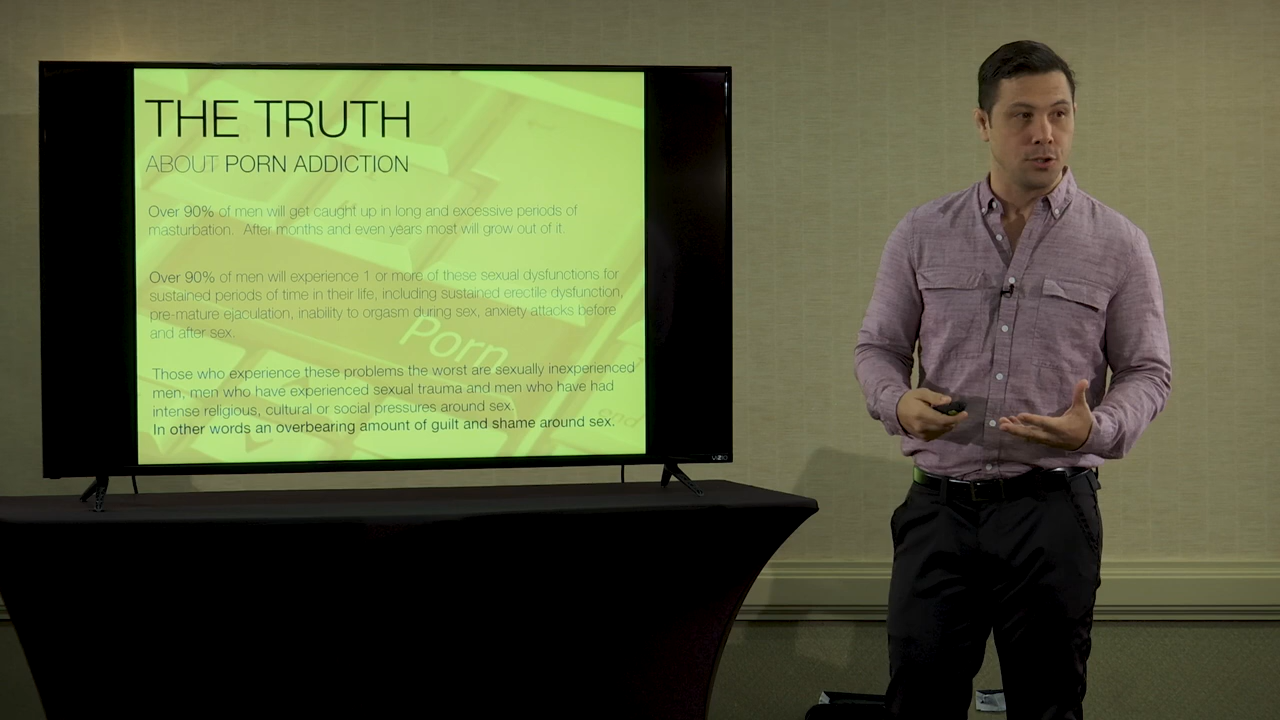 THE TRUTH
ABOUT PORN ADDICTION
Over 90% of men will get caught up in long and excessive periods of
masturbation. After months and even years most will grow out of it.
Over 90% of men will experience 1 or more of these sexual dysfunctions for
sustained periods of time in their life, including sustained erectile dysfunction,
pre-mature ejaculation, inability to orgasm during sex, anxiety attacks before
and after sex.
Porn
Those who experience these problems the worst are sexually inexperienced
men, men who have experienced sexual trauma and men who have had
intense religious, cultural or social pressures around sex.
end
In other words an overbearing amount of guilt and shame around sex.
VIZIO